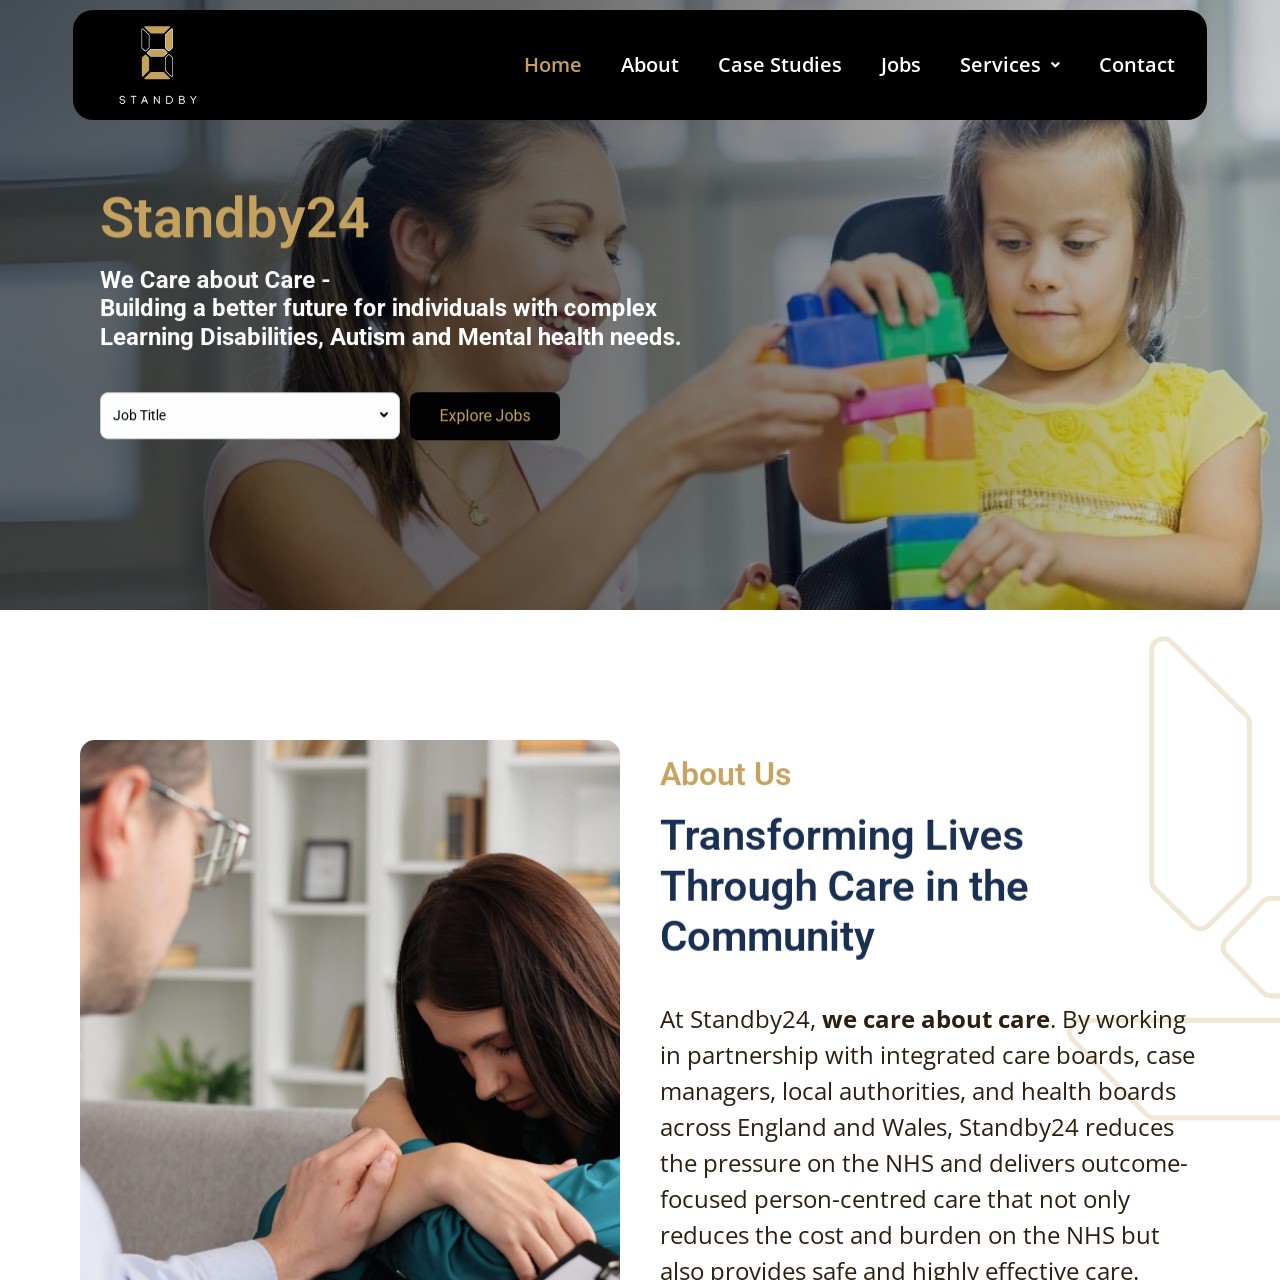 STANDBY
Home About Case Studies Jobs Services Contact
Standby24
We Care about Care -
Building a better future for individuals with complex
Learning Disabilities, Autism and Mental health needs.
Job Title
Explore Jobs
About Us
Transforming Lives
Through Care in the
Community
At Standby24, we care about care. By working
in partnership with integrated care boards, case
managers, local authorities, and health boards
across England and Wales, Standby24 reduces
the pressure on the NHS and delivers outcome-
focused person-centred care that not only
reduces the cost and burden on the NHS but
also provides safe and highly effective care.